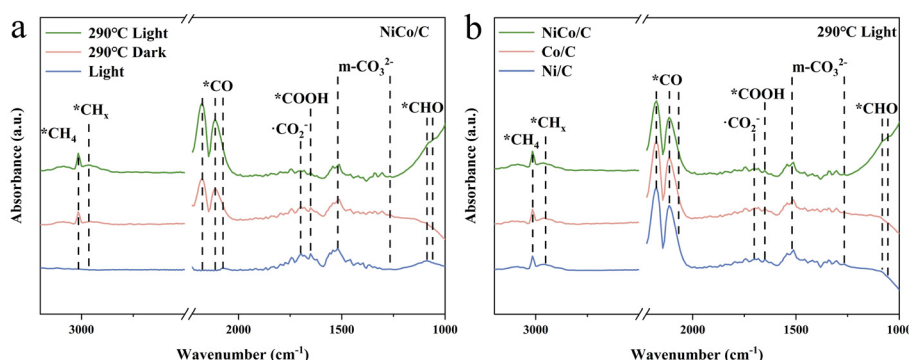 a
290℃ Light
290℃ Dark
Light
NiCo/C
*CH4
*CHx
*CO
·CO2-
*COOH
m-CO32-
*CHO
Absorbance (a.u.)
3000
2000
1500
1000
Wavenumber (cm-1)
b
NiCo/C
Co/C
Ni/C
290℃ Light
*CH4
*CHx
*CO
·CO2-
*COOH
m-CO32-
*CHO
Absorbance (a.u.)
3000
2000
1500
1000
Wavenumber (cm-1)